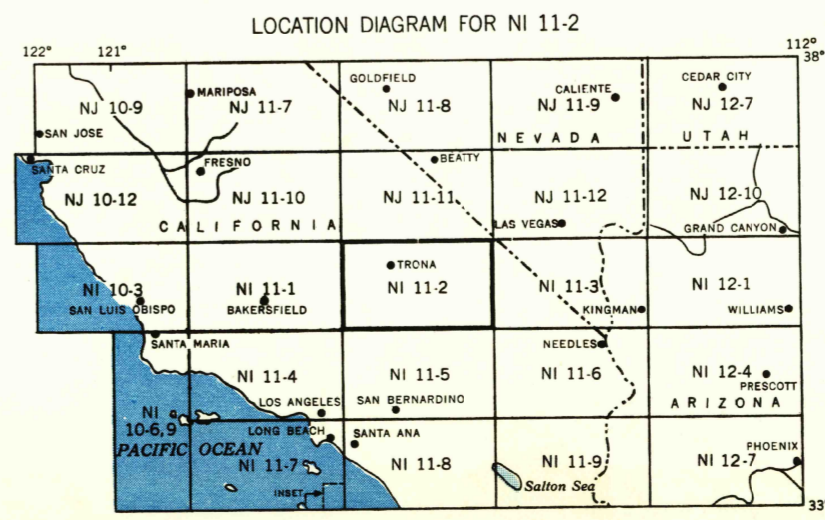 LOCATION DIAGRAM FOR NI 11-2
122° 121° 112°
38°
GOLDFIELD CALIENTE CEDAR CITY
MARIPOSA
NJ 10-9 NJ 11-7 NJ 11-8 NJ 11-9 NJ 12-7
SAN JOSE NEVADA UTAH
SANTA CRUZ FRESNO BEATTY
NJ 10-12 NJ 11-10 NJ 11-11 NJ 11-12 NJ 12-10
CALIFORNIA LAS VEGAS GRAND CANYON
TRONA
NI 10-3 NI 11-1 NI 11-2 NI 11-3 NI 12-1
SAN LUIS OBISPO BAKERSFIELD KINGMAN WILLIAMS
SANTA MARIA NEEDLES
NI 11-4 NI 11-5 NI 11-6 NI 12-4
PRESCOTT
LOS ANGELES SAN BERNARDINO ARIZONA
NI
10-6,9
LONG BEACH SANTA ANA
PACIFIC OCEAN PHOENIX
NI 11-7 NI 11-8 NI 11-9 NI 12-7
INSET Salton Sea
33